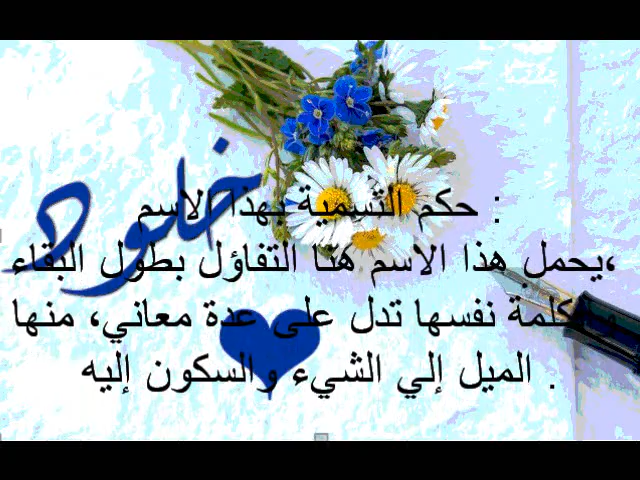 خلود
حكم التسمية بهذا الاسم :
يحمل هذا الاسم هنا التفاؤل بطول البقاء،
والكلمة نفسها تدل على عدة معاني، منها
الميل إلي الشيء والسكون إليه .